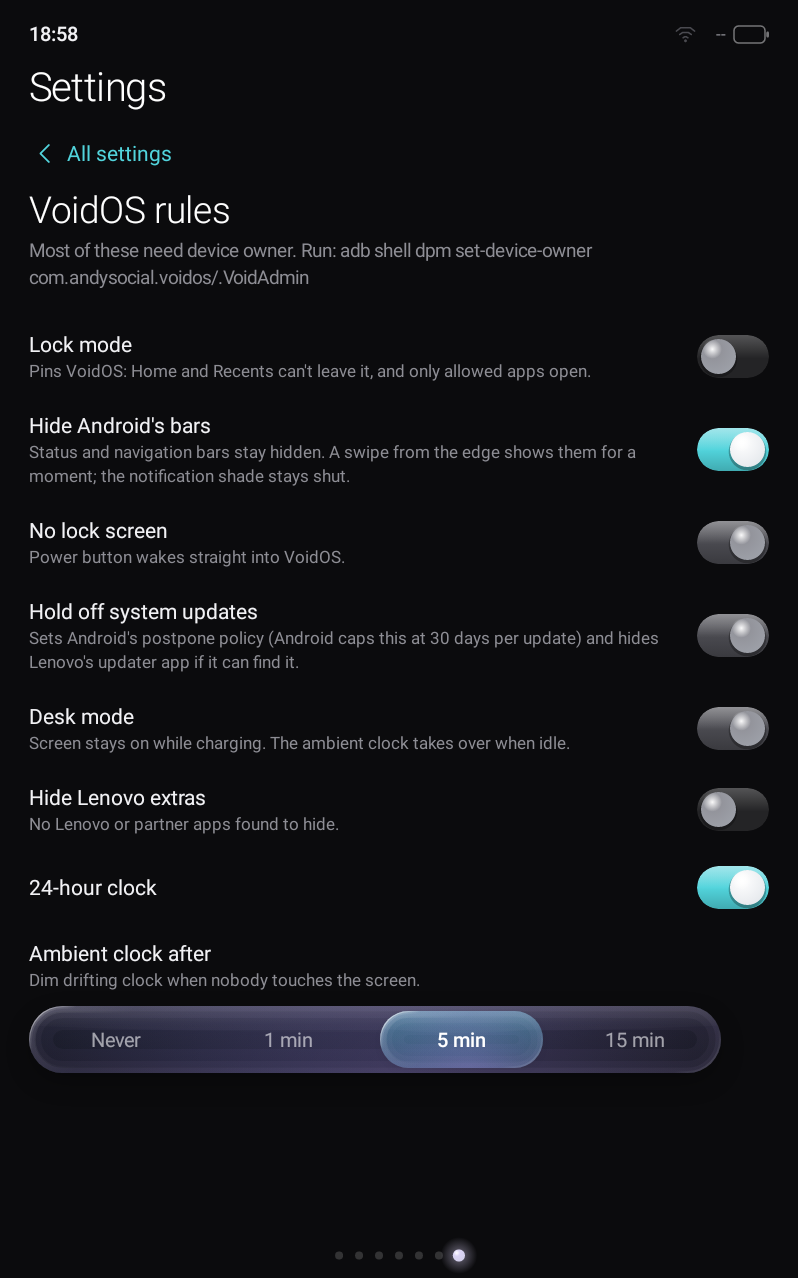 18:58
--
Settings
All settings
VoidOS rules
Most of these need device owner. Run: adb shell dpm set-device-owner
com.andysocial.voidos/.VoidAdmin
Lock mode
Pins VoidOS: Home and Recents can't leave it, and only allowed apps open.
Hide Android's bars
Status and navigation bars stay hidden. A swipe from the edge shows them for a
moment; the notification shade stays shut.
No lock screen
Power button wakes straight into VoidOS.
Hold off system updates
Sets Android's postpone policy (Android caps this at 30 days per update) and hides
Lenovo's updater app if it can find it.
Desk mode
Screen stays on while charging. The ambient clock takes over when idle.
Hide Lenovo extras
No Lenovo or partner apps found to hide.
24-hour clock
Ambient clock after
Dim drifting clock when nobody touches the screen.
Never 1 min 5 min 15 min